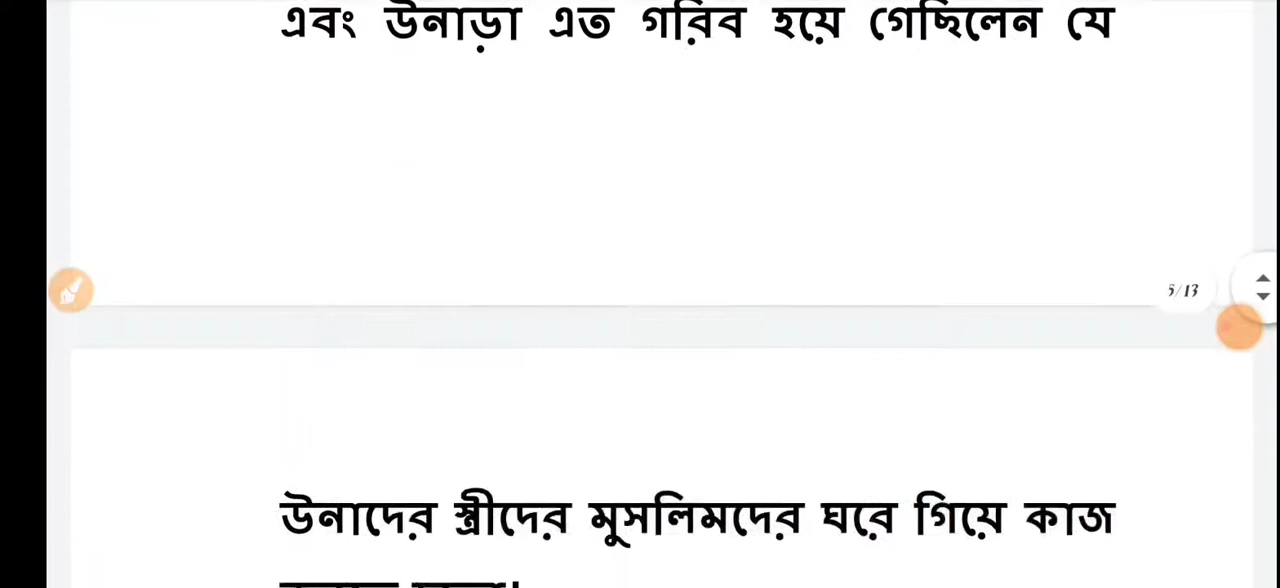 এবং উনাড়া এত গরিব হয়ে গেছিলেন যে
5/13
উনাদের স্ত্রীদের মুসলিমদের ঘরে গিয়ে কাজ